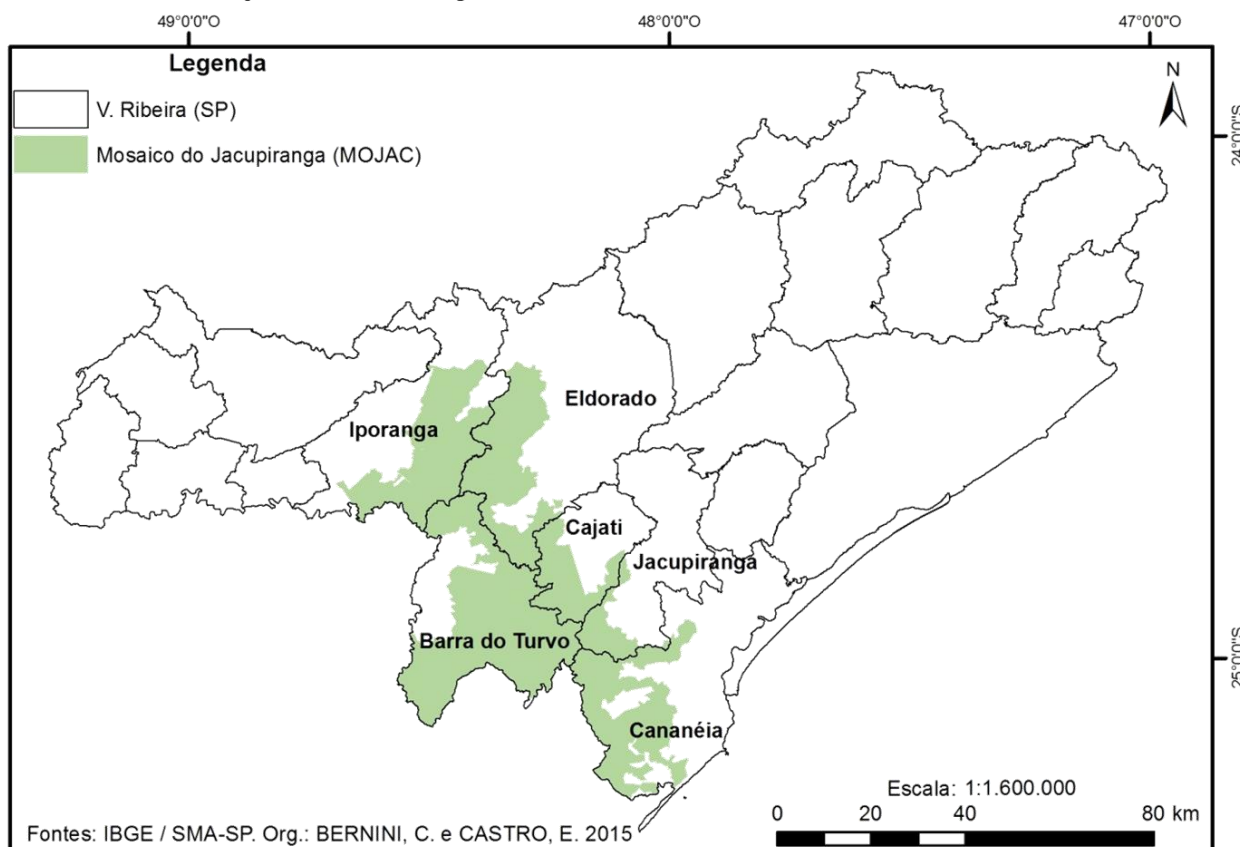 49°0'0"O 48°0'0"O 47°0'0"O
Legenda
V. Ribeira (SP)
Mosaico do Jacupiranga (MOJAC)
N
24°0'0"S
Eldorado
Iporanga
Cajati
Jacupiranga
Barra do Turvo
25°0'0"S
Cananéia
Escala: 1:1.600.000
0 20 40 80 km
Fontes: IBGE / SMA-SP. Org.: BERNINI, C. e CASTRO, E. 2015